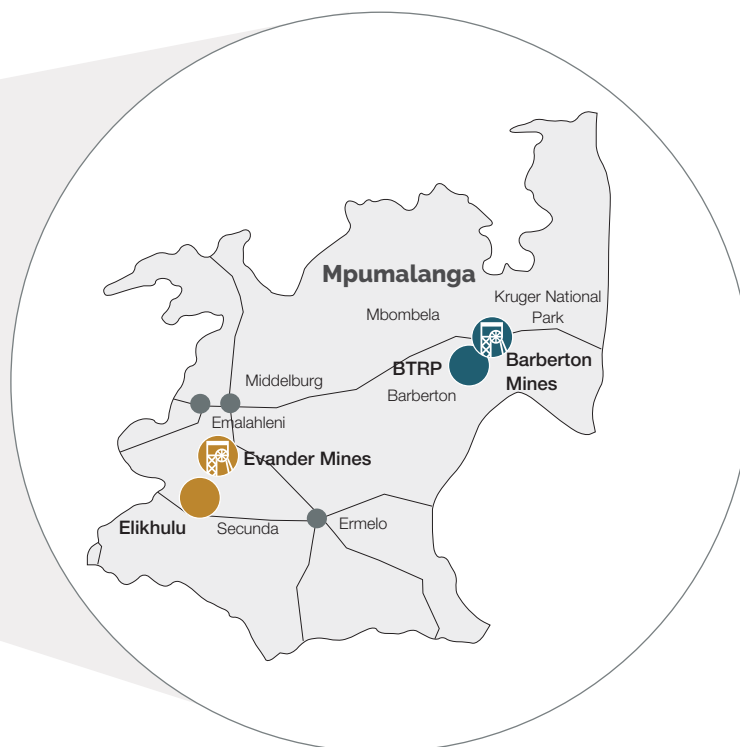 Mpumalanga
Kruger National
Park
Mbombela
BTRP
Barberton
Mines
Barberton
Middelburg
Emalahleni
Evander Mines
Elikhulu
Secunda
Ermelo